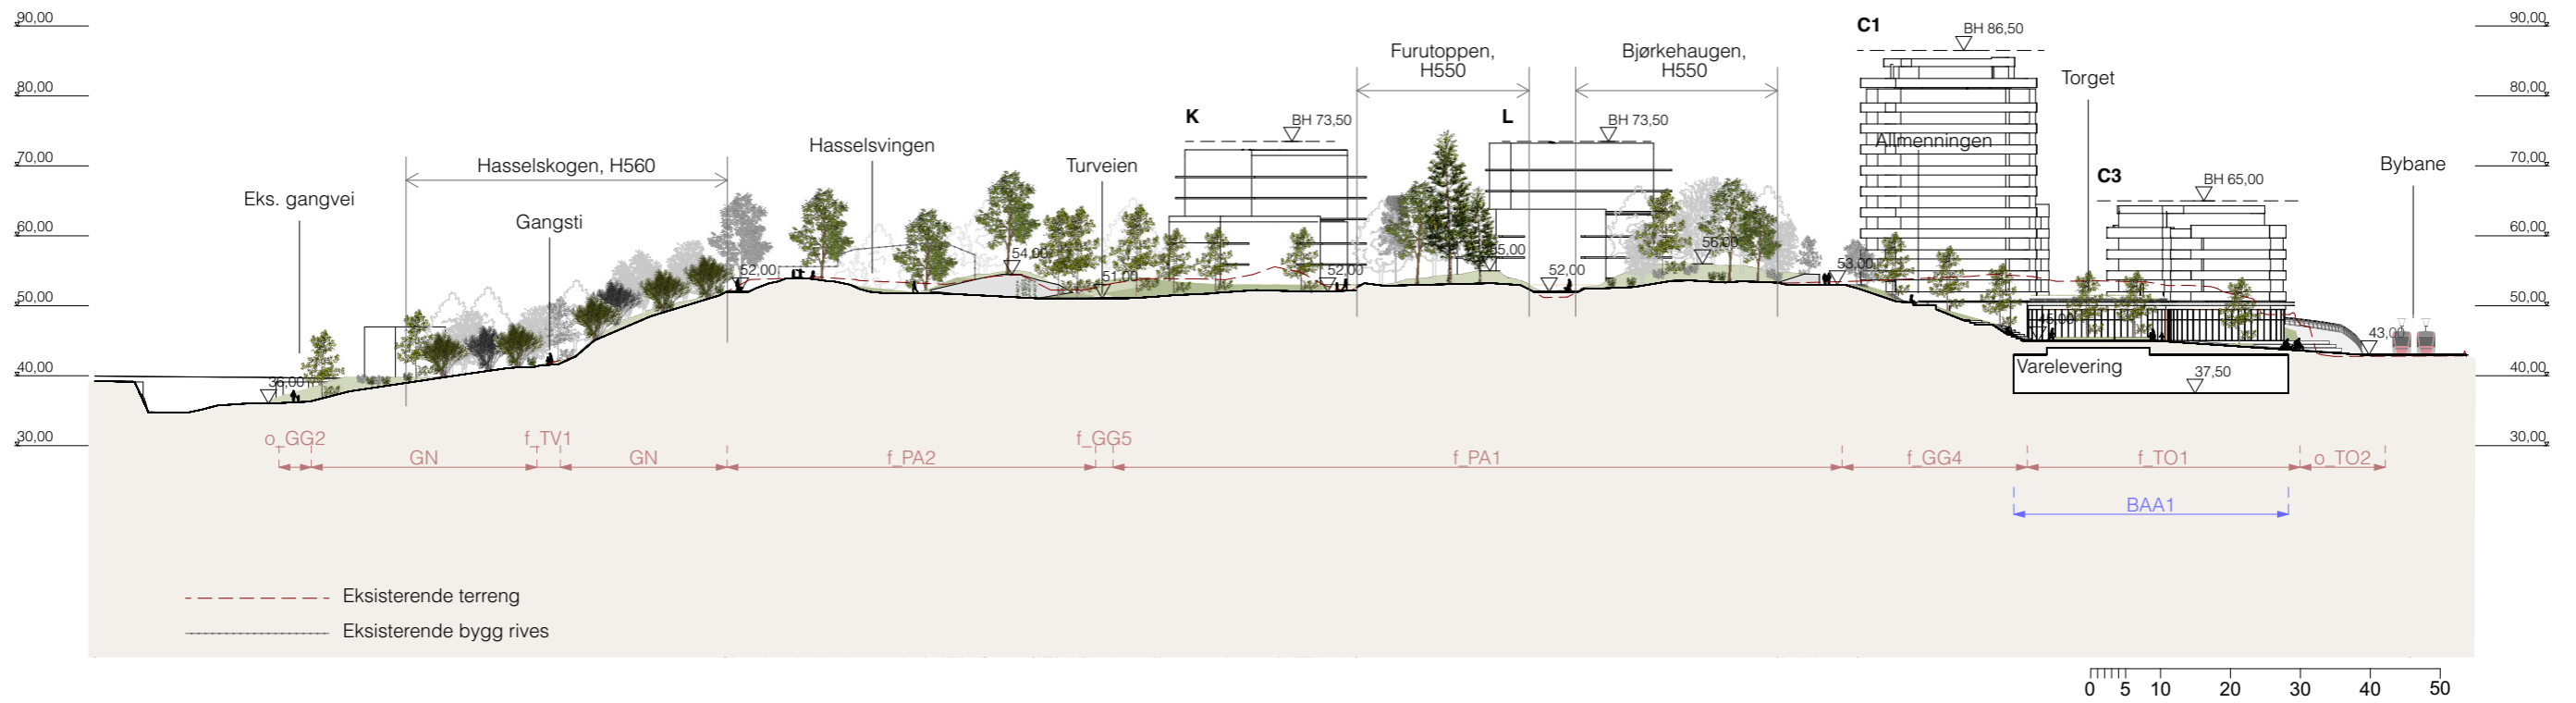 90,00
80,00
70,00
60,00
50,00
40,00
30,00
90,00
80,00
70,00
60,00
50,00
40,00
30,00
Eks. gangvei
Hasselskogen, H560
Gangsti
Hasselsvingen
Turveien
K
BH 73,50
Furutoppen,
H550
L
BH 73,50
Bjørkehaugen,
H550
C1
BH 86,50
Allmenningen
Torget
C3
BH 65,00
Bybane
36,00
52,00
54,00
51,00
52,00
55,00
52,00
56,00
53,00
45,00
43,00
Varelevering
37,50
o_GG2
GN
f_TV1
GN
f_PA2
f_GG5
f_PA1
f_GG4
f_TO1
o_TO2
BAA1
Eksisterende terreng
Eksisterende bygg rives
0 5 10 20 30 40 50